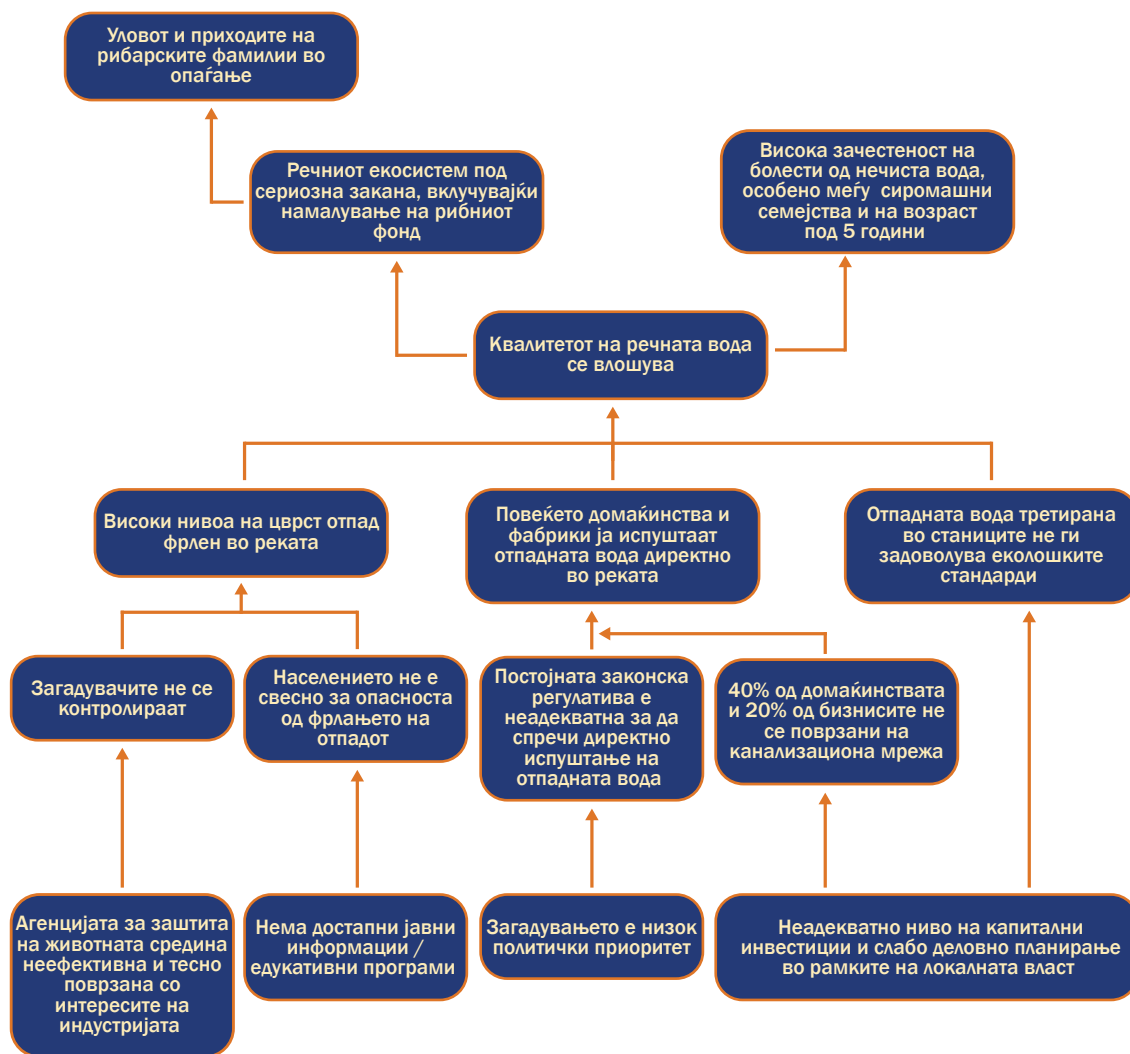 Уловот и приходите на
рибарските фамилии во
опаѓање
Речниот екосистем под
сериозна закана, вклучувајќи
намалување на рибниот
фонд
Висока зачестеност на
болести од нечиста вода,
особено меѓу сиромашни
семејства и на возраст
под 5 години
Квалитетот на речната вода
се влошува
Високи нивоа на цврст отпад
фрлен во реката
Повеќето домаќинства и
фабрики ја испуштаат
отпадната вода директно
во реката
Отпадната вода третирана
во станиците не ги
задоволува еколошките
стандарди
Загадувачите не се
контролираат
Населението не е
свесно за опасноста
од фрлањето на
отпадот
Постојната законска
регулатива е
неадекватна за да
спречи директно
испуштање на
отпадната вода
40% од домаќинствата
и 20% од бизнисите не
се поврзани на
канализациона мрежа
Агенцијата за заштита
на животната средина
неефективна и тесно
поврзана со
интересите на
индустријата
Нема достапни јавни
информации /
едукативни програми
Загадувањето е низок
политички приоритет
Неадекватно ниво на капитални
инвестиции и слабо деловно планирање
во рамките на локалната власт